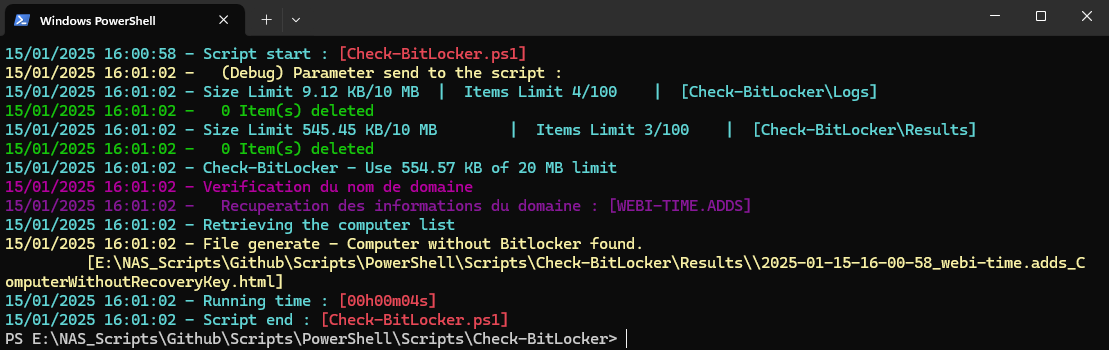 Windows PowerShell
15/01/2025 16:00:58 - Script start : [Check-BitLocker.ps1]
15/01/2025 16:01:02 -   (Debug) Parameter send to the script :
15/01/2025 16:01:02 - Size Limit 9.12 KB/10 MB  |  Items Limit 4/100    |  [Check-BitLocker\Logs]
15/01/2025 16:01:02 -   0 Item(s) deleted
15/01/2025 16:01:02 - Size Limit 545.45 KB/10 MB        |  Items Limit 3/100    |  [Check-BitLocker\Results]
15/01/2025 16:01:02 -   0 Item(s) deleted
15/01/2025 16:01:02 - Check-BitLocker - Use 554.57 KB of 20 MB limit
15/01/2025 16:01:02 - Verification du nom de domaine
15/01/2025 16:01:02 -   Recuperation des informations du domaine : [WEBI-TIME.ADDS]
15/01/2025 16:01:02 - Retrieving the computer list
15/01/2025 16:01:02 - File generate - Computer without Bitlocker found.
         [E:\NAS_Scripts\Github\Scripts\PowerShell\Scripts\Check-BitLocker\Results\\2025-01-15-16-00-58_webi-time.adds_C
omputerWithoutRecoveryKey.html]
15/01/2025 16:01:02 - Running time : [00h00m04s]
15/01/2025 16:01:02 - Script end : [Check-BitLocker.ps1]
PS E:\NAS_Scripts\Github\Scripts\PowerShell\Scripts\Check-BitLocker>